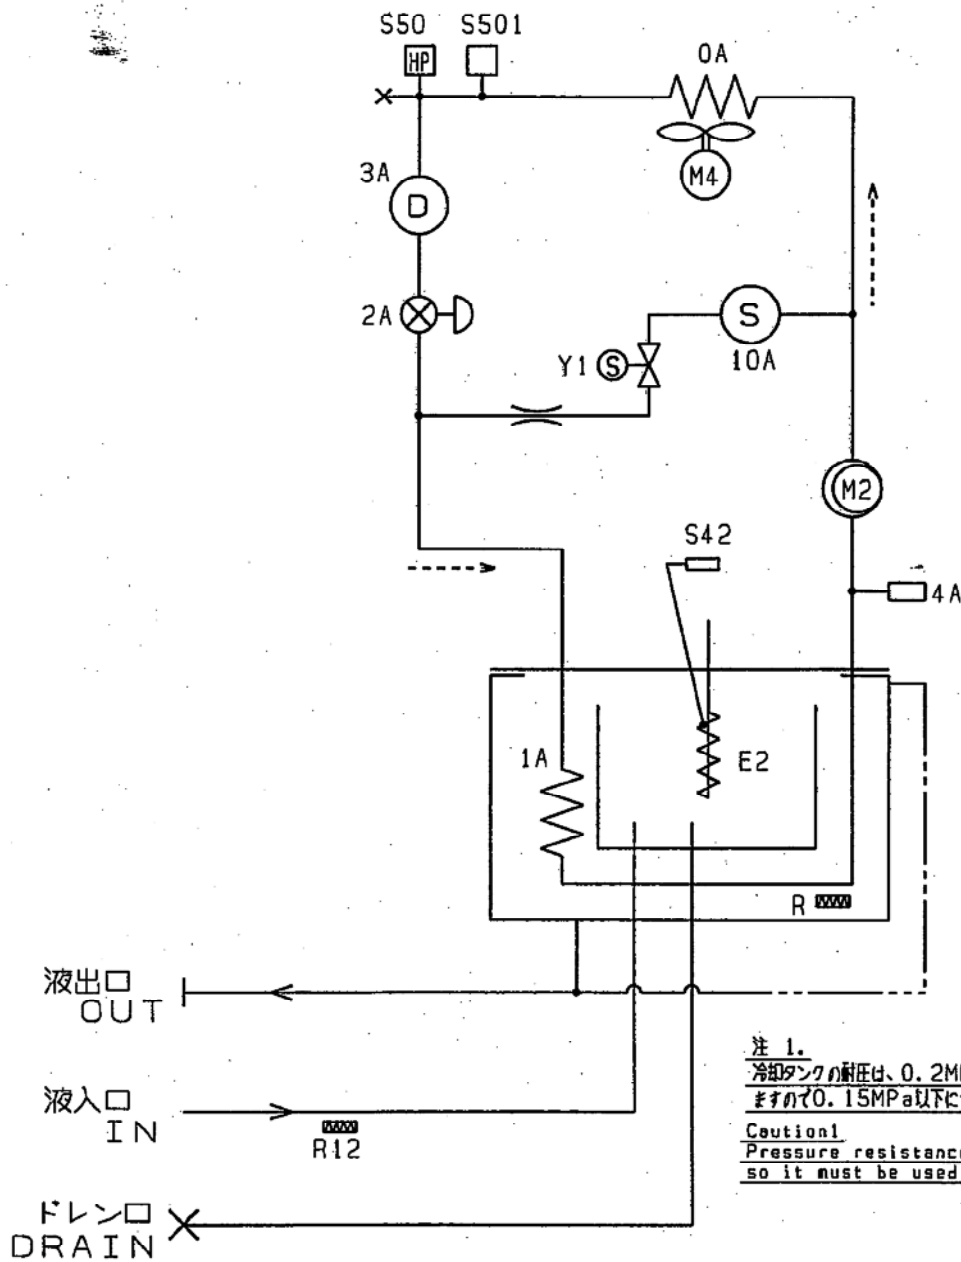 S50
S501
HP
0A
3A
D
M4
2A
Y1
S
S
10A
M2
S42
4A
1A
E2
R
液出口
OUT
液入口
IN
R12
ドレン口
DRAIN
注 1.
冷却タンクの耐圧は、0.2M
ますので0.15MPa以下に
Caution1
Pressure resistance
so it must be used